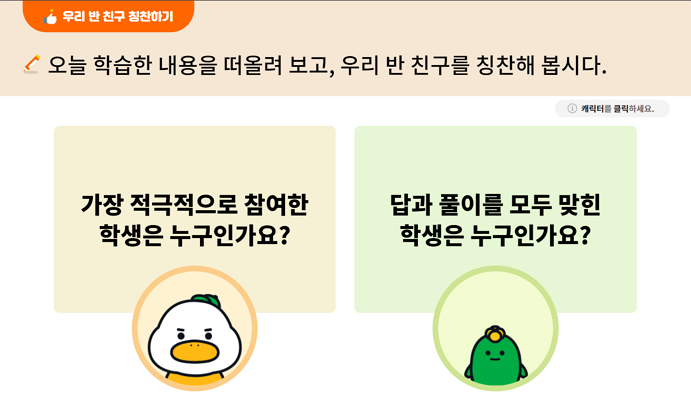 우리 반 친구 칭찬하기
오늘 학습한 내용을 떠올려 보고, 우리 반 친구를 칭찬해 봅시다.
캐릭터를 클릭하세요.
가장 적극적으로 참여한
학생은 누구인가요?
답과 풀이를 모두 맞힌
학생은 누구인가요?